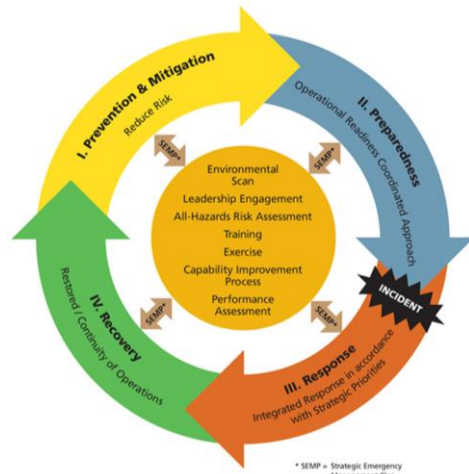 I. Prevention & Mitigation
Reduce Risk
II. Preparedness
Operational Readiness Coordinated Approach
INCIDENT
III. Response
Integrated Response in accordance
with Strategic Priorities
IV. Recovery
Restored / Continuity of Operations
SEMP*
SEMP*
SEMP*
SEMP*
Environmental
Scan
Leadership Engagement
All-Hazards Risk Assessment
Training
Exercise
Capability Improvement
Process
Performance
Assessment
* SEMP = Strategic Emergency